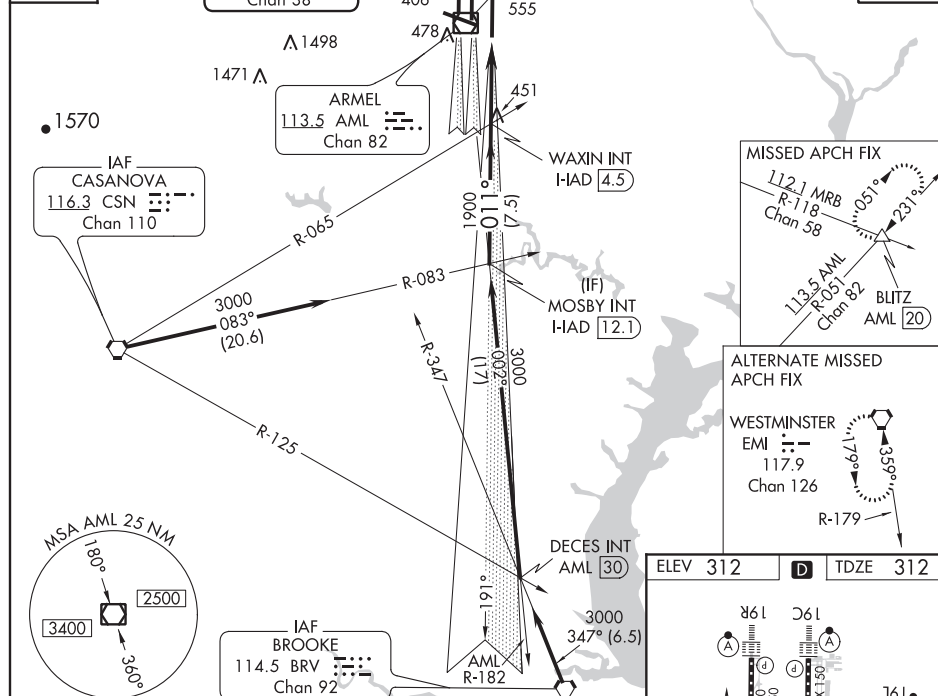 Chan 58
406
555
478
1498
1471
1570
451
ARMEL
113.5 AML
Chan 82
IAF
CASANOVA
116.3 CSN
Chan 110
WAXIN INT
I-IAD 4.5
R-065
1900
011°
(7.5)
R-083
(IF)
MOSBY INT
I-IAD 12.1
3000
083°
(20.6)
R-347
3000
002°
(17)
R-125
MISSED APCH FIX
112.1 MRB
R-118
Chan 58
051°
231°
113.5 AML
R-051
Chan 82
BLITZ
AML 20
ALTERNATE MISSED
APCH FIX
WESTMINSTER
EMI
117.9
Chan 126
179°
359°
R-179
MSA AML 25 NM
180°
2500
3400
360°
DECES INT
AML 30
191°
3000
347° (6.5)
AML
R-182
IAF
BROOKE
114.5 BRV
Chan 92
ELEV 312
D
TDZE 312
19R
19C
A
A
P
P
150
19L